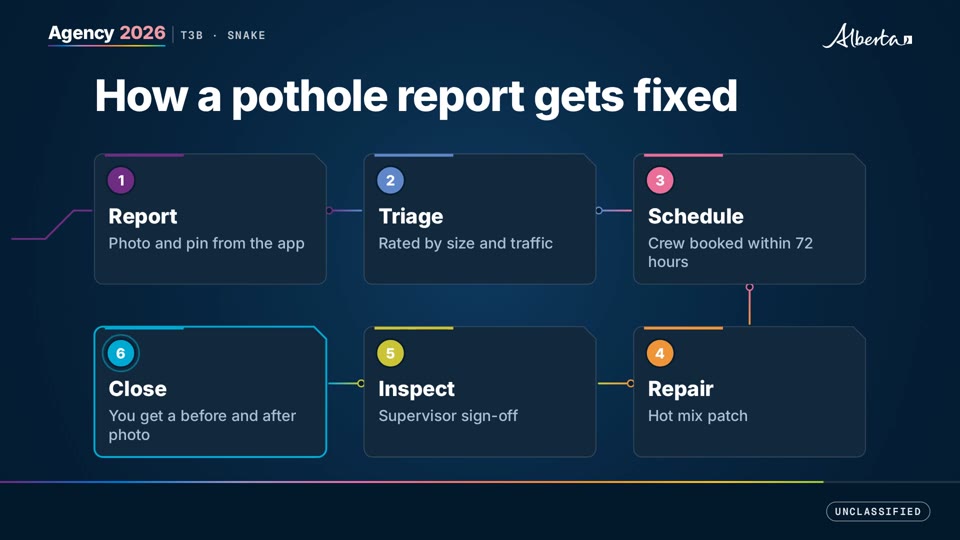 Agency 2026
T3B · SNAKE
Alberta
How a pothole report gets fixed
1
Report
Photo and pin from the app
2
Triage
Rated by size and traffic
3
Schedule
Crew booked within 72
hours
6
Close
You get a before and after
photo
5
Inspect
Supervisor sign-off
4
Repair
Hot mix patch
UNCLASSIFIED